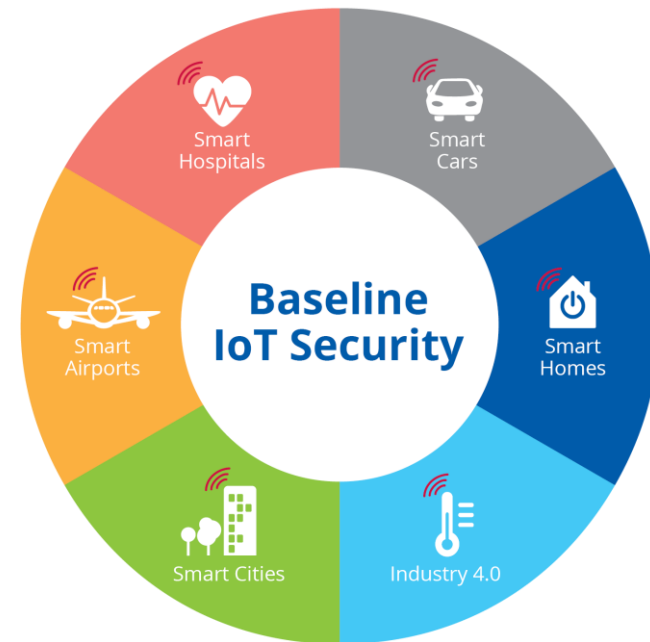 Smart
Hospitals
Smart
Cars
Smart
Airports
Baseline
IoT Security
Smart
Homes
Smart Cities
Industry 4.0